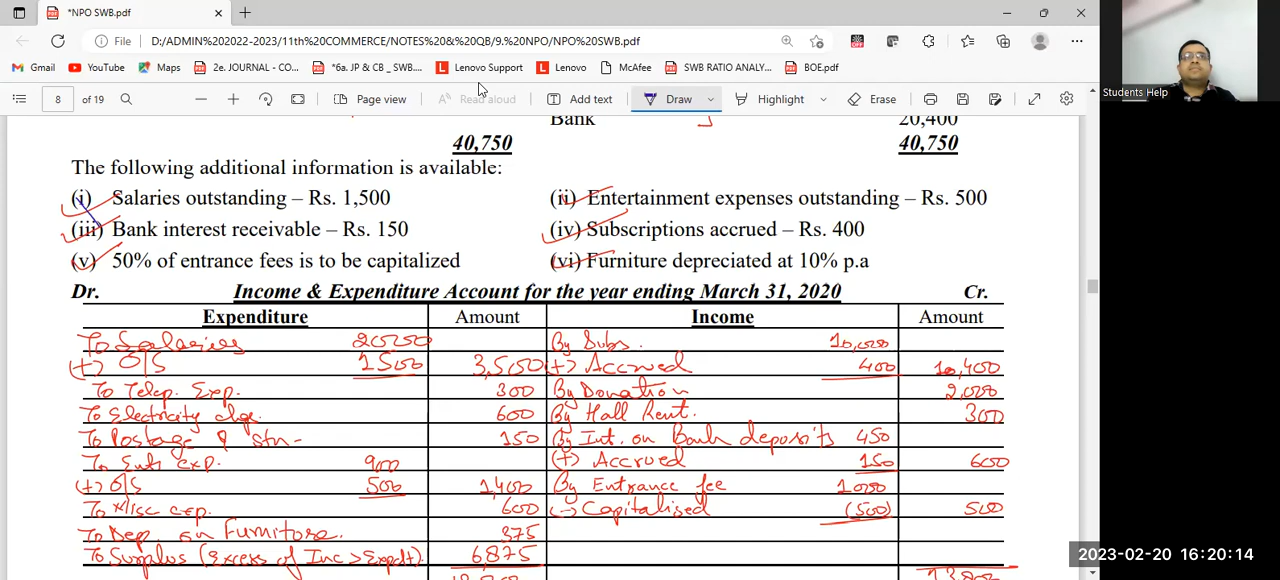 *NPO SWB.pdf
File D:/ADMIN%202022-2023/11th%20COMMERCE/NOTES%20&%20QB/9.%20NPO/NPO%20SWB.pdf
Gmail YouTube Maps 2e. JOURNAL - CO... *6a. JP & CB _ SWB.... Lenovo Support Lenovo McAfee SWB RATIO ANALY... BOE.pdf
8 of 19 Page view Read aloud Add text Draw Highlight Erase
Students Help
Bank 20,400
40,750 40,750
The following additional information is available:
(i) Salaries outstanding – Rs. 1,500 (ii) Entertainment expenses outstanding – Rs. 500
(iii) Bank interest receivable – Rs. 150 (iv) Subscriptions accrued – Rs. 400
(v) 50% of entrance fees is to be capitalized (vi) Furniture depreciated at 10% p.a
Dr. Income & Expenditure Account for the year ending March 31, 2020 Cr.
Expenditure Amount Income Amount
To Salaries By Subs. 10,000
(+) O/S 1500 3,500 (+) Accrued 400 10,400
To Telep. Exp. 300 By Donation 2,000
To Electricity chgs. 600 By Hall Rent. 300
To Postage & Stn- 150 By Int. on Bank deposits 450
To Ent. exp. 900 (+) Accrued 150 600
(+) O/S 500 1,400 By Entrance fee 1000
To Misc exp. 600 (-) Capitalised (500) 500
To Dep. on Furniture. 375
To Surplus (Excess of Inc > Expdt) 6,875
2023-02-20 16:20:14